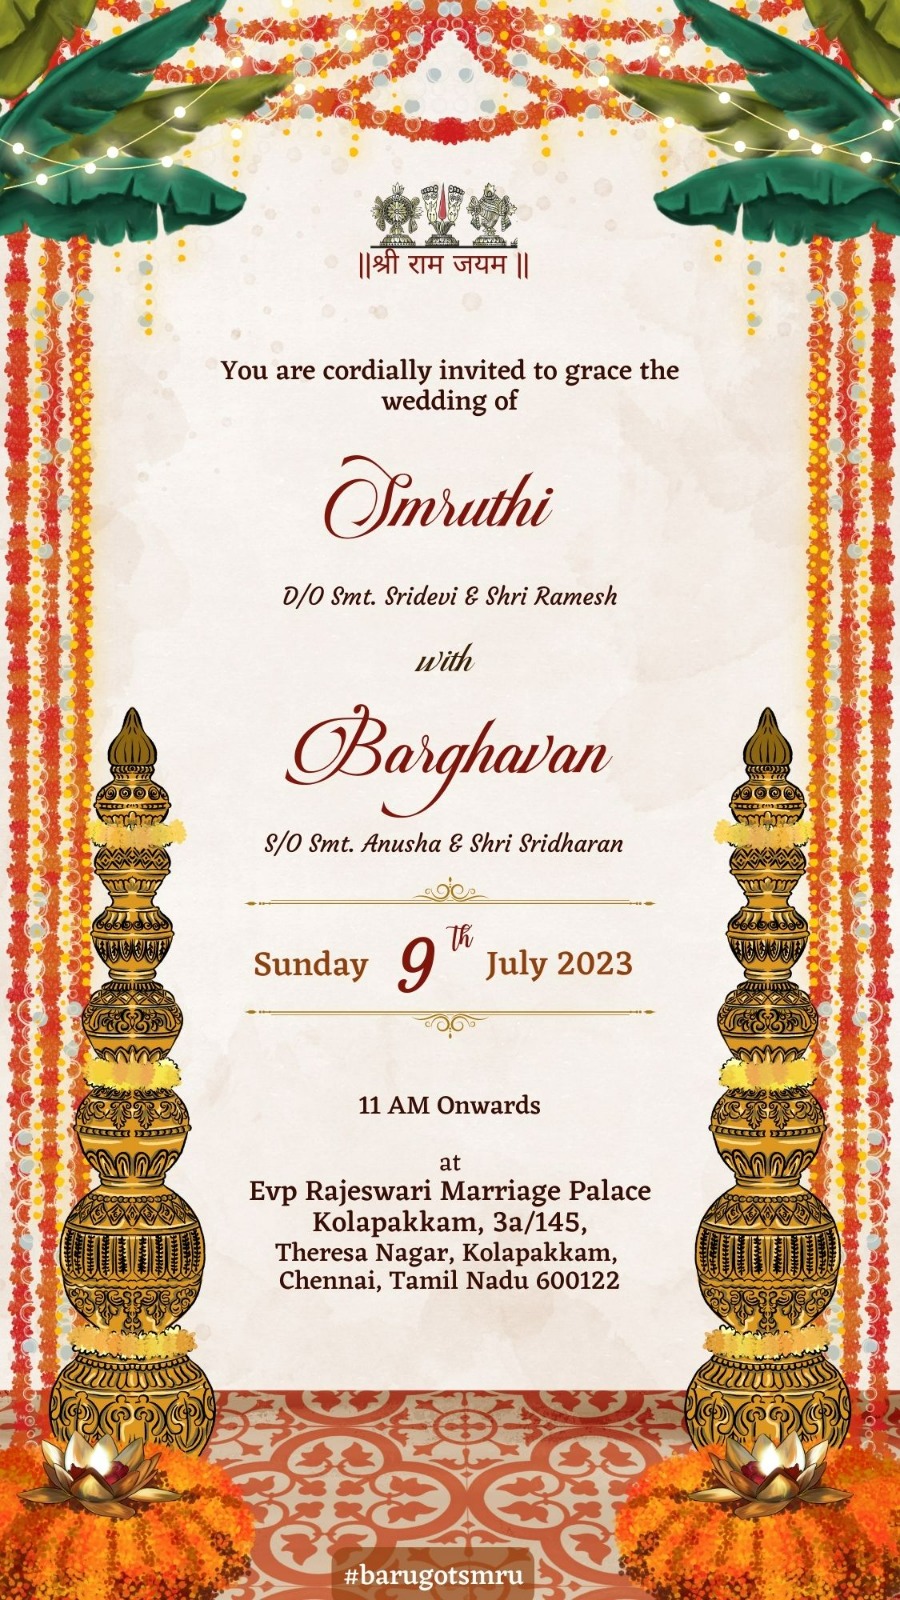 ||श्री राम जयम ||
You are cordially invited to grace the
wedding of
Smruthi
D/O Smt. Sridevi & Shri Ramesh
with
Barghavan
S/O Smt. Anusha & Shri Sridharan
Sunday 9th July 2023
11 AM Onwards
at
Evp Rajeswari Marriage Palace
Kolapakkam, 3a/145,
Theresa Nagar, Kolapakkam,
Chennai, Tamil Nadu 600122
#barugotsmru